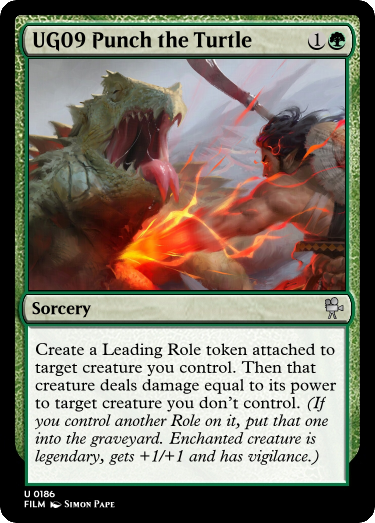 UG09 Punch the Turtle 1
Sorcery
Create a Leading Role token attached to
target creature you control. Then that
creature deals damage equal to its power
to target creature you don't control. (If
you control another Role on it, put that one
into the graveyard. Enchanted creature is
legendary, gets +1/+1 and has vigilance.)
U 0186
FILM Simon Pape